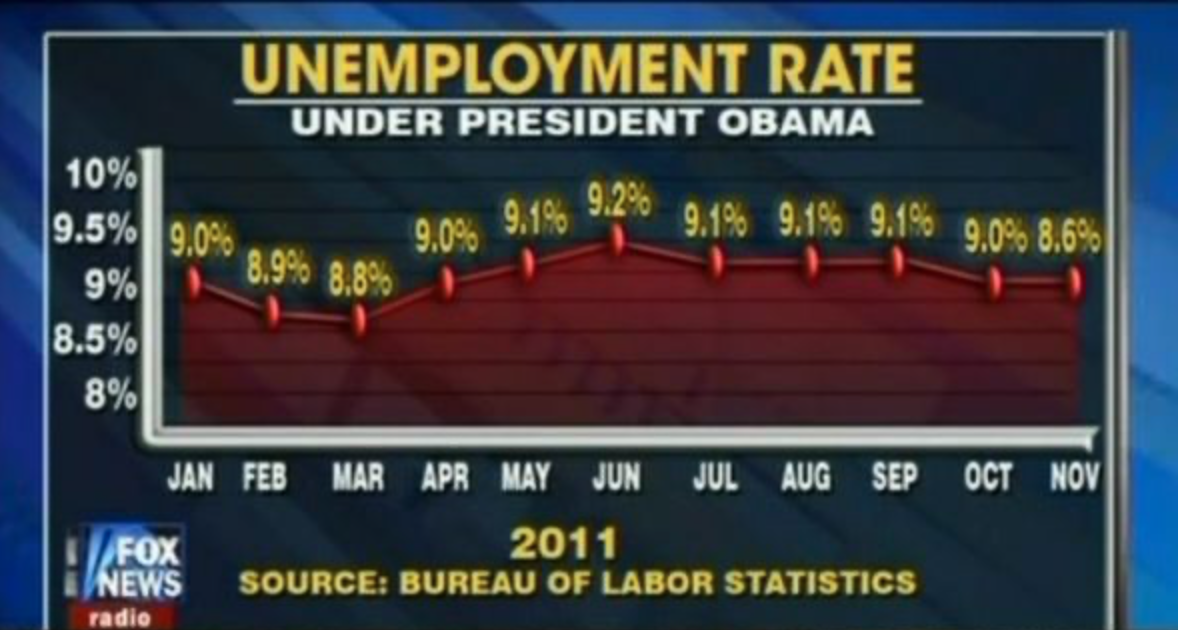 UNEMPLOYMENT RATE
UNDER PRESIDENT OBAMA
10%
9.5%
9%
8.5%
8%
9.0% 8.9% 8.8% 9.0% 9.1% 9.2% 9.1% 9.1% 9.1% 9.0% 8.6%
JAN FEB MAR APR MAY JUN JUL AUG SEP OCT NOV
2011
SOURCE: BUREAU OF LABOR STATISTICS
FOX
NEWS
radio